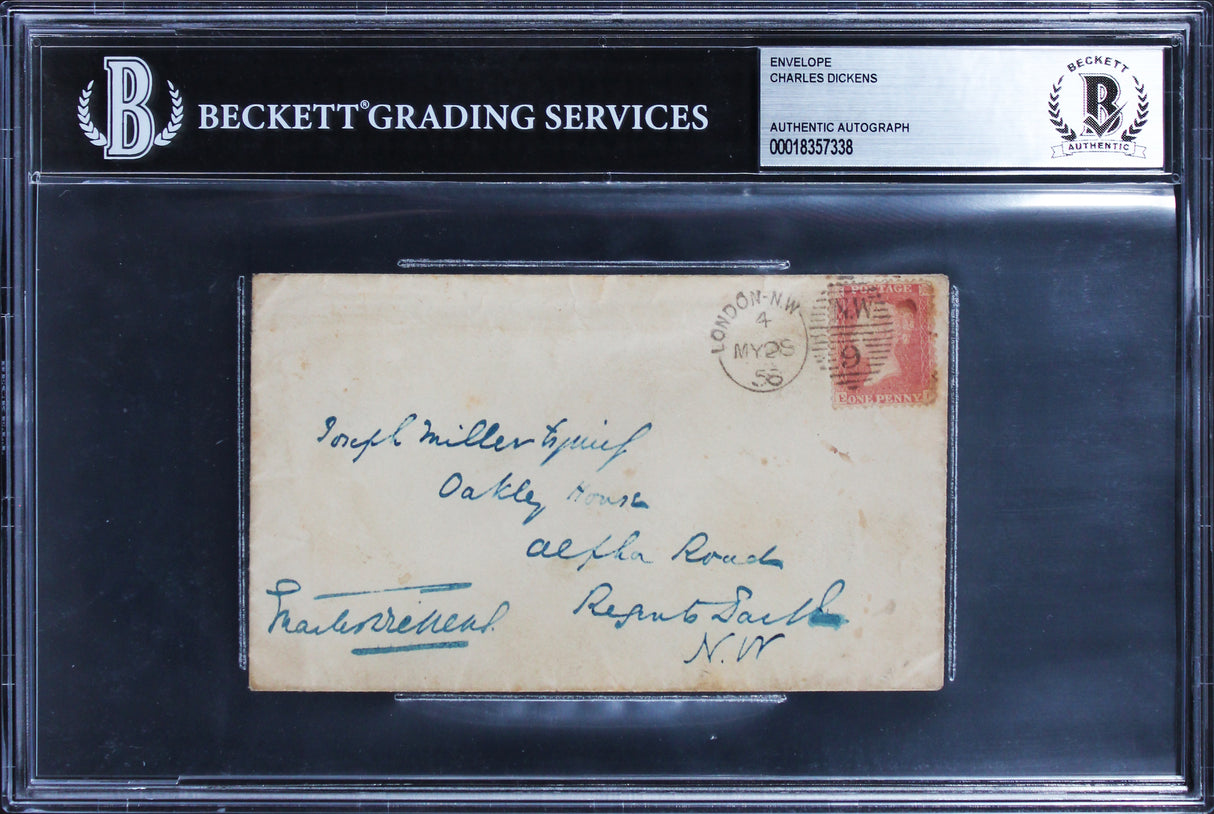 B
BECKETT® GRADING SERVICES
ENVELOPE
CHARLES DICKENS
AUTHENTIC AUTOGRAPH
00018357338
BECKETT
B
AUTHENTIC
LONDON-N.W
4
MY 28
POSTAGE
N.W
9
E ONE PENNY
Joseph Miller Esquire
Oakley House
Alpha Road
Regents Park
N.W
Charles Dickens